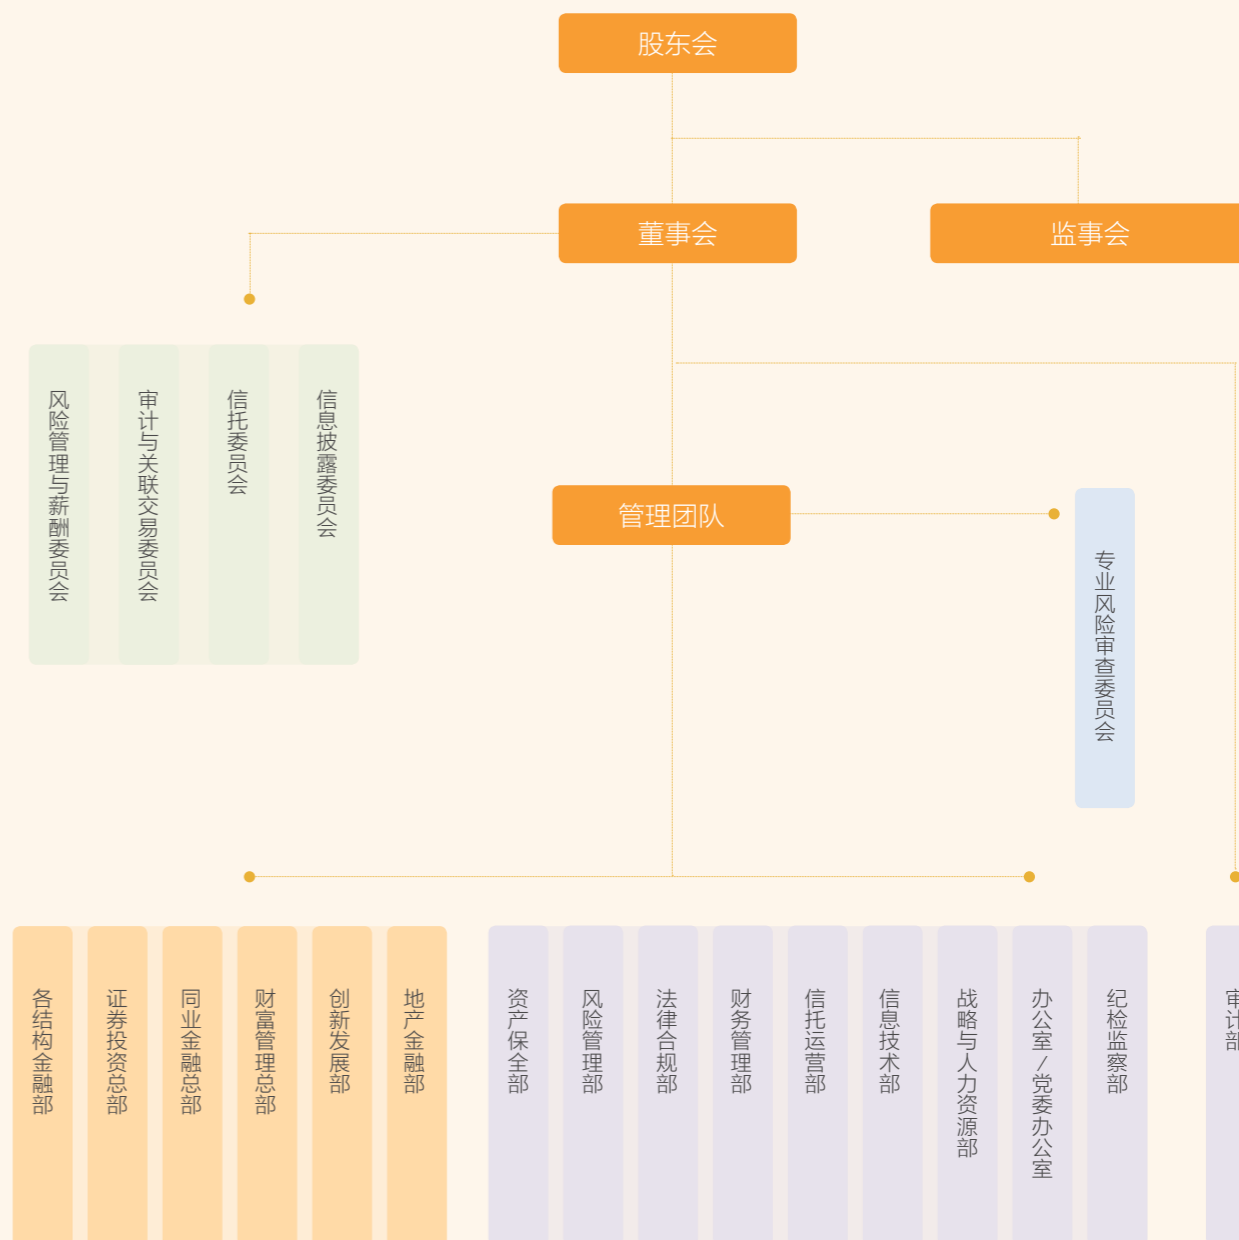 股东会
董事会
监事会
风险管理与薪酬委员会
审计与关联交易委员会
信托委员会
信息披露委员会
管理团队
专业风险审查委员会
各结构金融部
证券投资总部
同业金融总部
财富管理总部
创新发展部
地产金融部
资产保全部
风险管理部
法律合规部
财务管理部
信托运营部
信息技术部
战略与人力资源部
办公室/党委办公室
纪检监察部
审计部